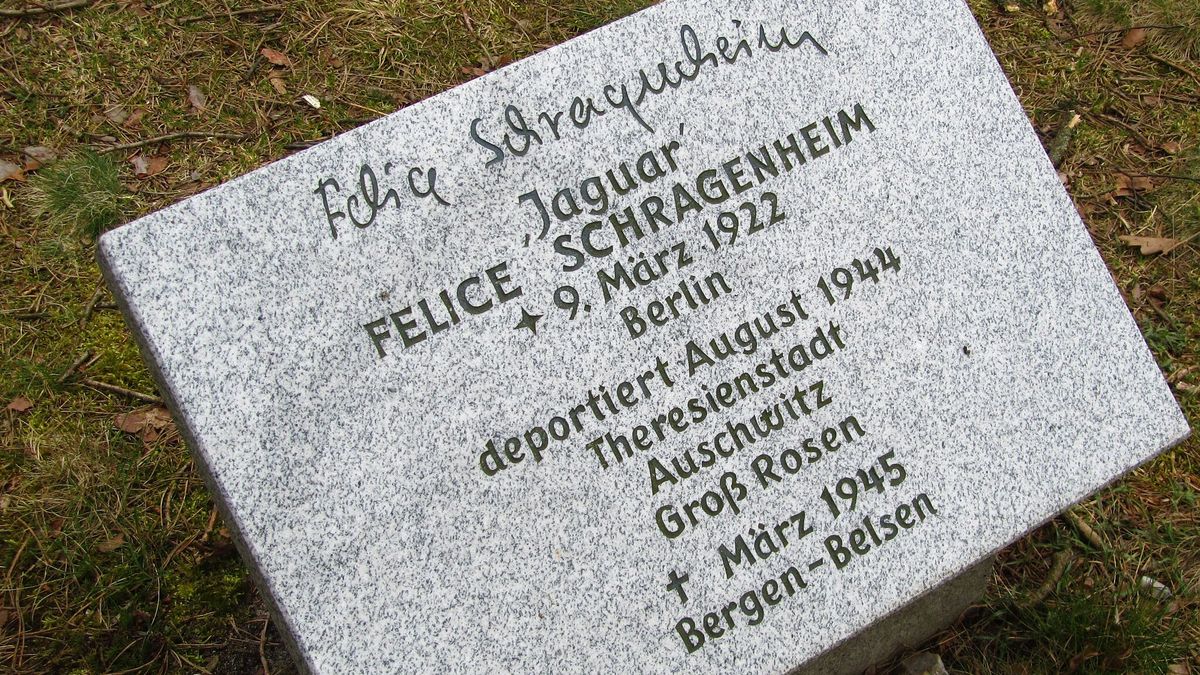 Felice Schragenheim
'Jaguar'
FELICE SCHRAGENHEIM
✦ 9. März 1922
Berlin
deportiert August 1944
Theresienstadt
Auschwitz
Groß Rosen
✝ März 1945
Bergen-Belsen